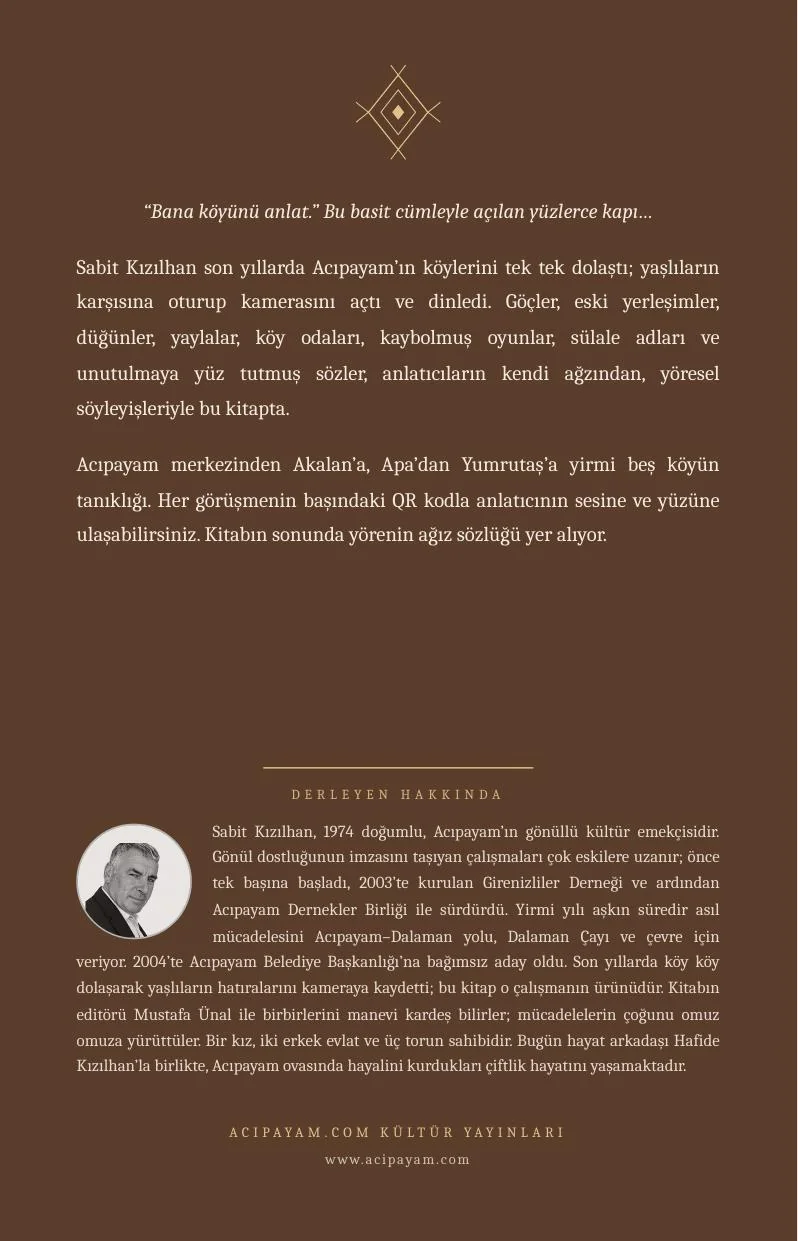 “Bana köyünü anlat.” Bu basit cümleyle açılan yüzlerce kapı…
Sabit Kızılhan son yıllarda Acıpayam’ın köylerini tek tek dolaştı; yaşlıların
karşısına oturup kamerasını açtı ve dinledi. Göçler, eski yerleşimler,
düğünler, yaylalar, köy odaları, kaybolmuş oyunlar, sülale adları ve
unutulmaya yüz tutmuş sözler, anlatıcıların kendi ağzından, yöresel
söyleyişleriyle bu kitapta.
Acıpayam merkezinden Akalan’a, Apa’dan Yumrutaş’a yirmi beş köyün
tanıklığı. Her görüşmenin başındaki QR kodla anlatıcının sesine ve yüzüne
ulaşabilirsiniz. Kitabın sonunda yörenin ağız sözlüğü yer alıyor.
DERLEYEN HAKKINDA
Sabit Kızılhan, 1974 doğumlu, Acıpayam’ın gönüllü kültür emekçisidir.
Gönül dostluğunun imzasını taşıyan çalışmaları çok eskilere uzanır; önce
tek başına başladı, 2003’te kurulan Girenizliler Derneği ve ardından
Acıpayam Dernekler Birliği ile sürdürdü. Yirmi yılı aşkın süredir asıl
mücadelesini Acıpayam–Dalaman yolu, Dalaman Çayı ve çevre için
veriyor. 2004’te Acıpayam Belediye Başkanlığı’na bağımsız aday oldu. Son yıllarda köy köy
dolaşarak yaşlıların hatıralarını kameraya kaydetti; bu kitap o çalışmanın ürünüdür. Kitabın
editörü Mustafa Ünal ile birbirlerini manevi kardeş bilirler; mücadelelerin çoğunu omuz
omuza yürüttüler. Bir kız, iki erkek evlat ve üç torun sahibidir. Bugün hayat arkadaşı Hafide
Kızılhan’la birlikte, Acıpayam ovasında hayalini kurdukları çiftlik hayatını yaşamaktadır.
ACIPAYAM.COM KÜLTÜR YAYINLARI
www.acipayam.com